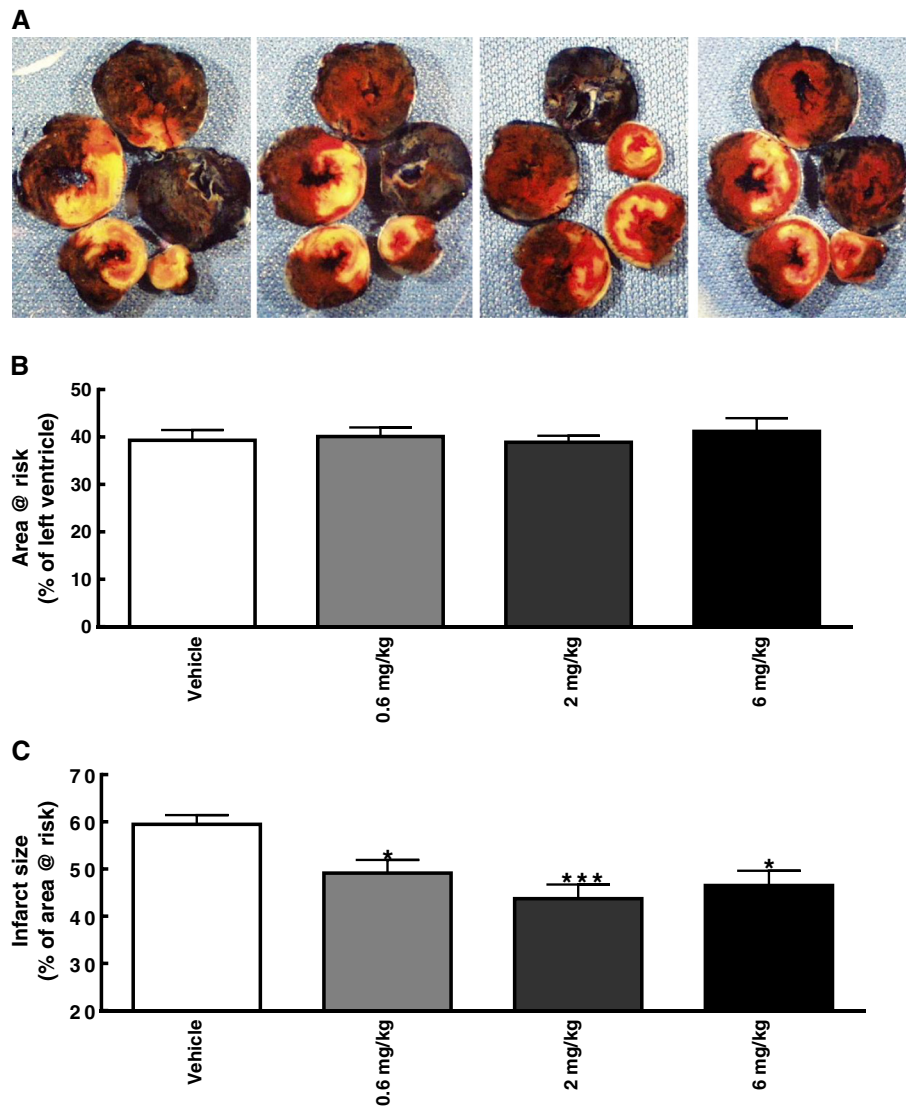 A
B
50
40
30
20
10
0
Area @ risk
(% of left ventricle)
Vehicle
0.6 mg/kg
2 mg/kg
6 mg/kg
C
70
60
50
40
30
20
Infarct size
(% of area @ risk)
*
***
*
Vehicle
0.6 mg/kg
2 mg/kg
6 mg/kg